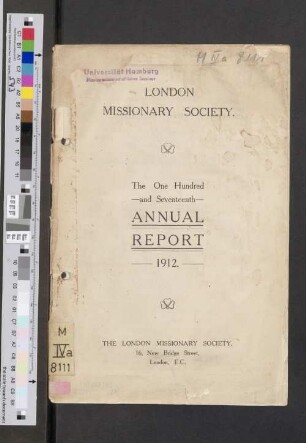 Universität Hamburg
LONDON
MISSIONARY SOCIETY.
The One Hundred
—and Seventeenth—
ANNUAL
REPORT
— 1912. —
M
IVa
8111
THE LONDON MISSIONARY SOCIETY,
16, New Bridge Street,
London, E.C.